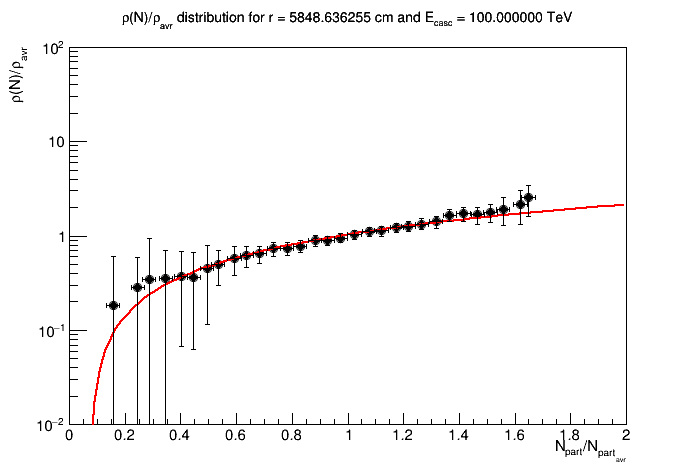 ρ(N)/ρavr distribution for r = 5848.636255 cm and Ecasc = 100.000000 TeV
ρ(N)/ρavr
10²
10
1
10⁻¹
10⁻²
0 0.2 0.4 0.6 0.8 1 1.2 1.4 1.6 1.8 2
Npart/Npartavr